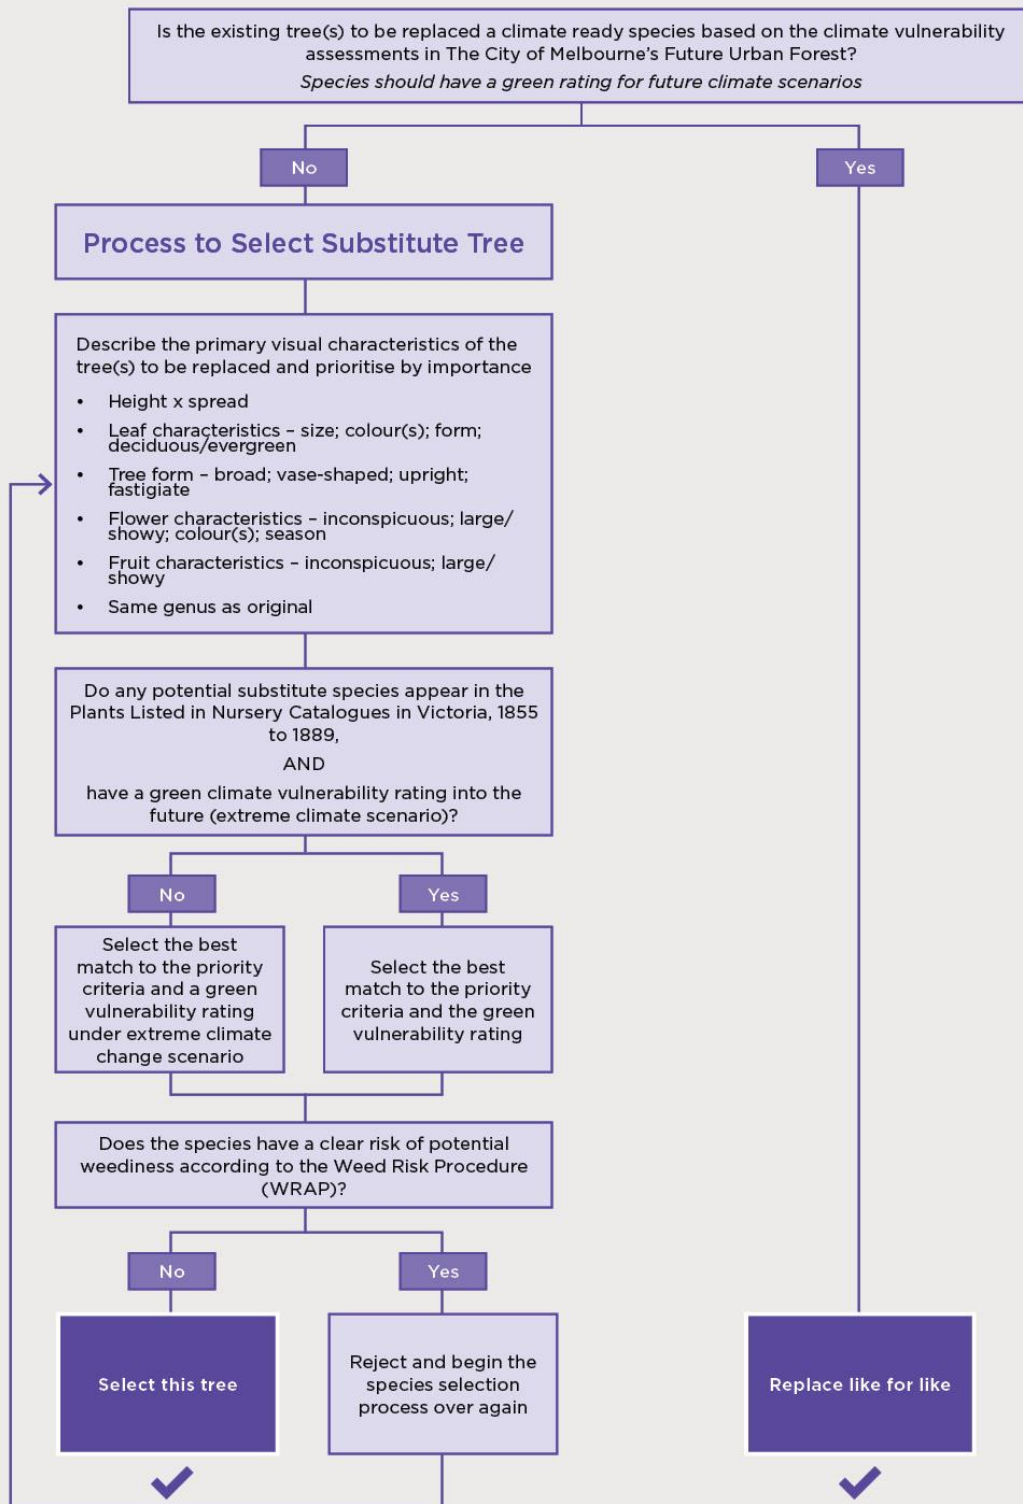 Is the existing tree(s) to be replaced a climate ready species based on the climate vulnerability
assessments in The City of Melbourne's Future Urban Forest?
Species should have a green rating for future climate scenarios
No
Yes
Process to Select Substitute Tree
Describe the primary visual characteristics of the
tree(s) to be replaced and prioritise by importance
• Height x spread
• Leaf characteristics – size; colour(s); form;
deciduous/evergreen
• Tree form – broad; vase-shaped; upright;
fastigiate
• Flower characteristics – inconspicuous; large/
showy; colour(s); season
• Fruit characteristics – inconspicuous; large/
showy
• Same genus as original
Do any potential substitute species appear in the
Plants Listed in Nursery Catalogues in Victoria, 1855
to 1889,
AND
have a green climate vulnerability rating into the
future (extreme climate scenario)?
No
Yes
Select the best
match to the priority
criteria and a green
vulnerability rating
under extreme climate
change scenario
Select the best
match to the priority
criteria and the green
vulnerability rating
Does the species have a clear risk of potential
weediness according to the Weed Risk Procedure
(WRAP)?
No
Yes
Select this tree
Reject and begin the
species selection
process over again
Replace like for like